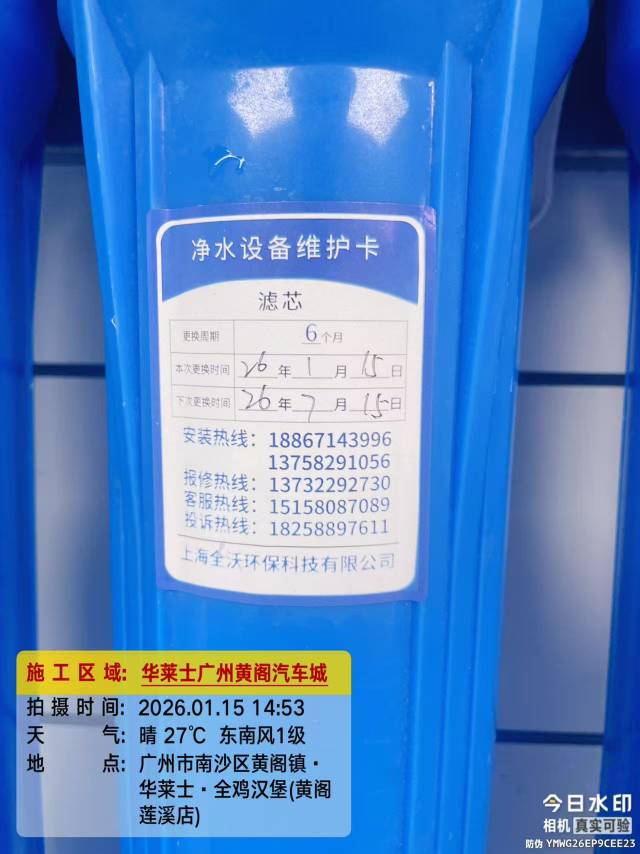 净水设备维护卡
滤芯
更换周期 6个月
本次更换时间 26年1月15日
下次更换时间 26年7月15日
安装热线：18867143996
13758291056
报修热线：13732292730
客服热线：15158087089
投诉热线：18258897611
上海全沃环保科技有限公司
施工区域：华莱士广州黄阁汽车城
拍摄时间：2026.01.15 14:53
天气：晴 27℃ 东南风1级
地点：广州市南沙区黄阁镇·
华莱士·全鸡汉堡(黄阁
莲溪店)
今日水印
相机 真实可验
防伪 YMWG26EP9CEE23